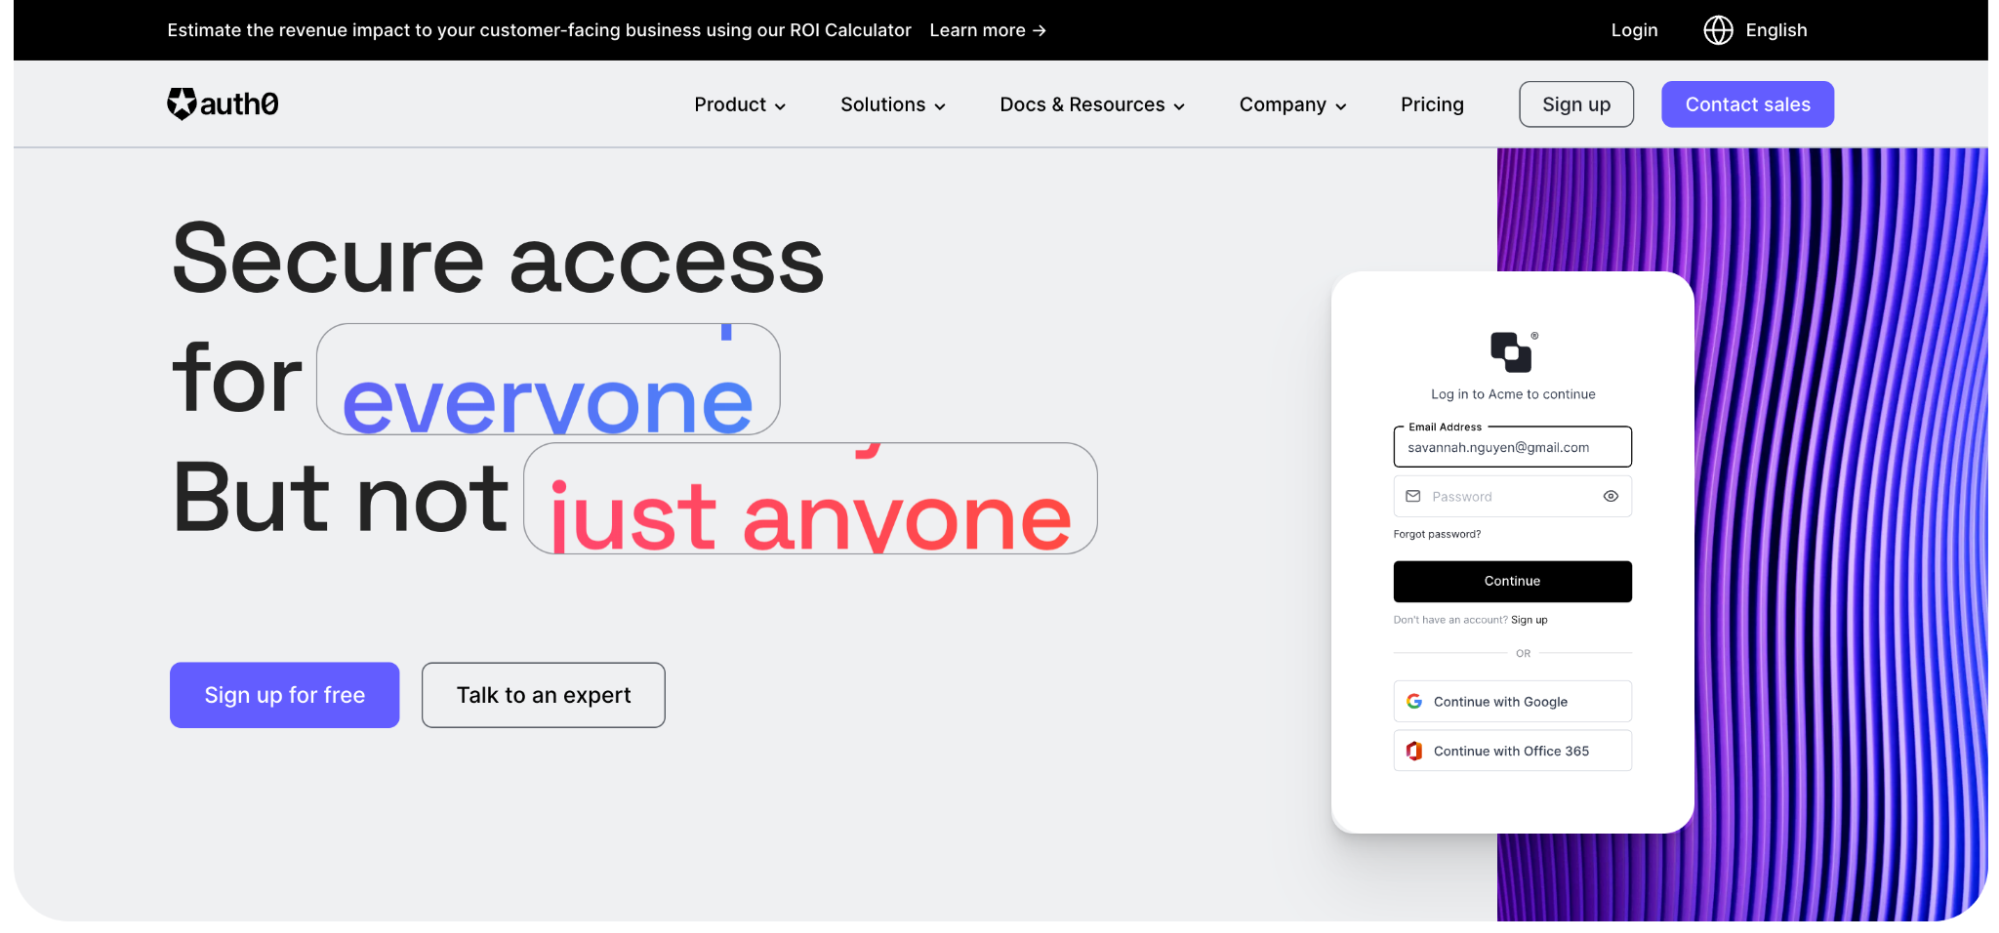 Estimate the revenue impact to your customer-facing business using our ROI Calculator Learn more →
Login
English
auth0
Product
Solutions
Docs & Resources
Company
Pricing
Sign up
Contact sales
Secure access
for everyone
But not just anyone
Sign up for free
Talk to an expert
®
Log in to Acme to continue
Email Address
savannah.nguyen@gmail.com
Password
Forgot password?
Continue
Don't have an account? Sign up
OR
Continue with Google
Continue with Office 365